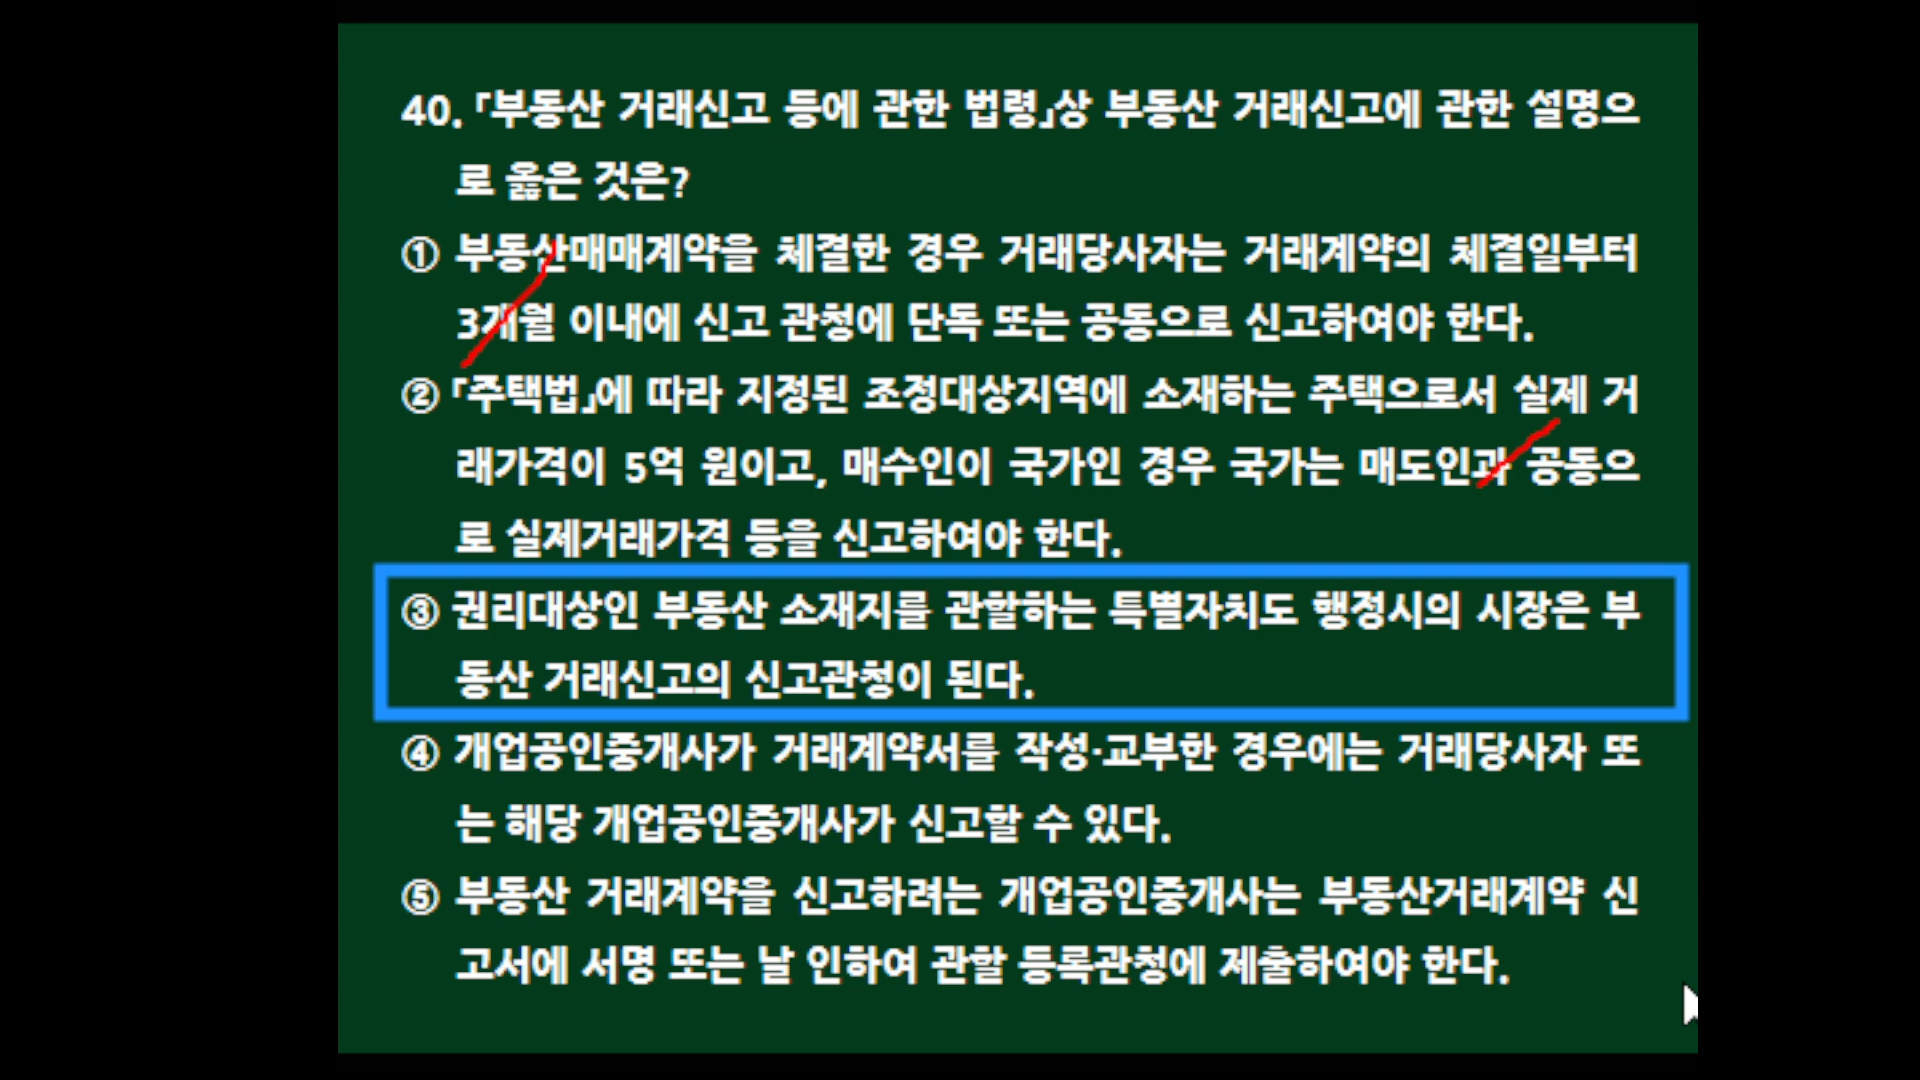 40. 「부동산 거래신고 등에 관한 법령」상 부동산 거래신고에 관한 설명으
로 옳은 것은?
① 부동산매매계약을 체결한 경우 거래당사자는 거래계약의 체결일부터
3개월 이내에 신고 관청에 단독 또는 공동으로 신고하여야 한다.
② 「주택법」에 따라 지정된 조정대상지역에 소재하는 주택으로서 실제 거
래가격이 5억 원이고, 매수인이 국가인 경우 국가는 매도인과 공동으
로 실제거래가격 등을 신고하여야 한다.
③ 권리대상인 부동산 소재지를 관할하는 특별자치도 행정시의 시장은 부
동산 거래신고의 신고관청이 된다.
④ 개업공인중개사가 거래계약서를 작성·교부한 경우에는 거래당사자 또
는 해당 개업공인중개사가 신고할 수 있다.
⑤ 부동산 거래계약을 신고하려는 개업공인중개사는 부동산거래계약 신
고서에 서명 또는 날 인하여 관할 등록관청에 제출하여야 한다.